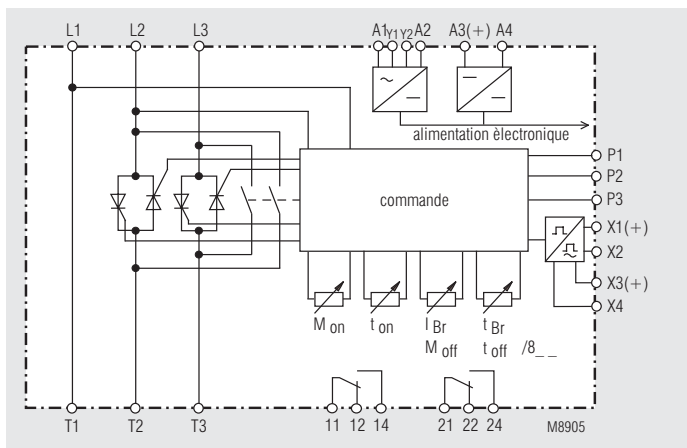 L1 L2 L3 A1 Y1 Y2 A2 A3(+) A4
alimentation èlectronique
P1
P2
commande P3
X1(+)
X2
X3(+)
X4
M on t on I Br t Br
M off t off /8_ _
T1 T2 T3 11 12 14 21 22 24 M8905